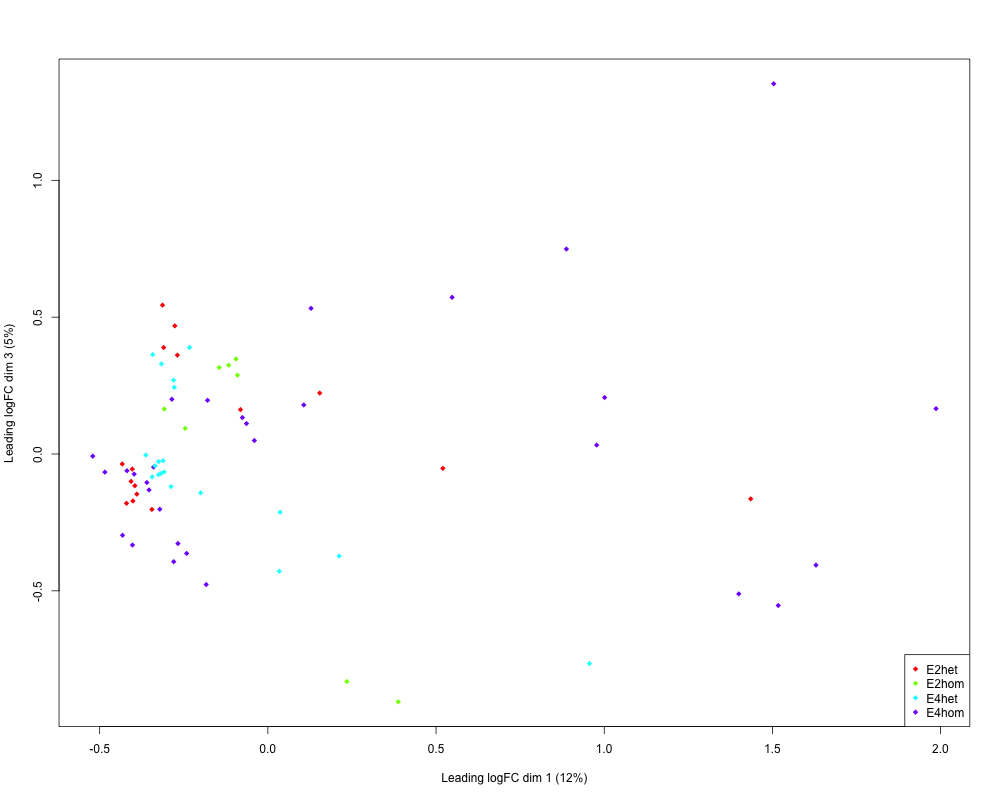 1.0
0.5
0.0
-0.5
Leading logFC dim 3 (5%)
E2het
E2hom
E4het
E4hom
-0.5 0.0 0.5 1.0 1.5 2.0
Leading logFC dim 1 (12%)